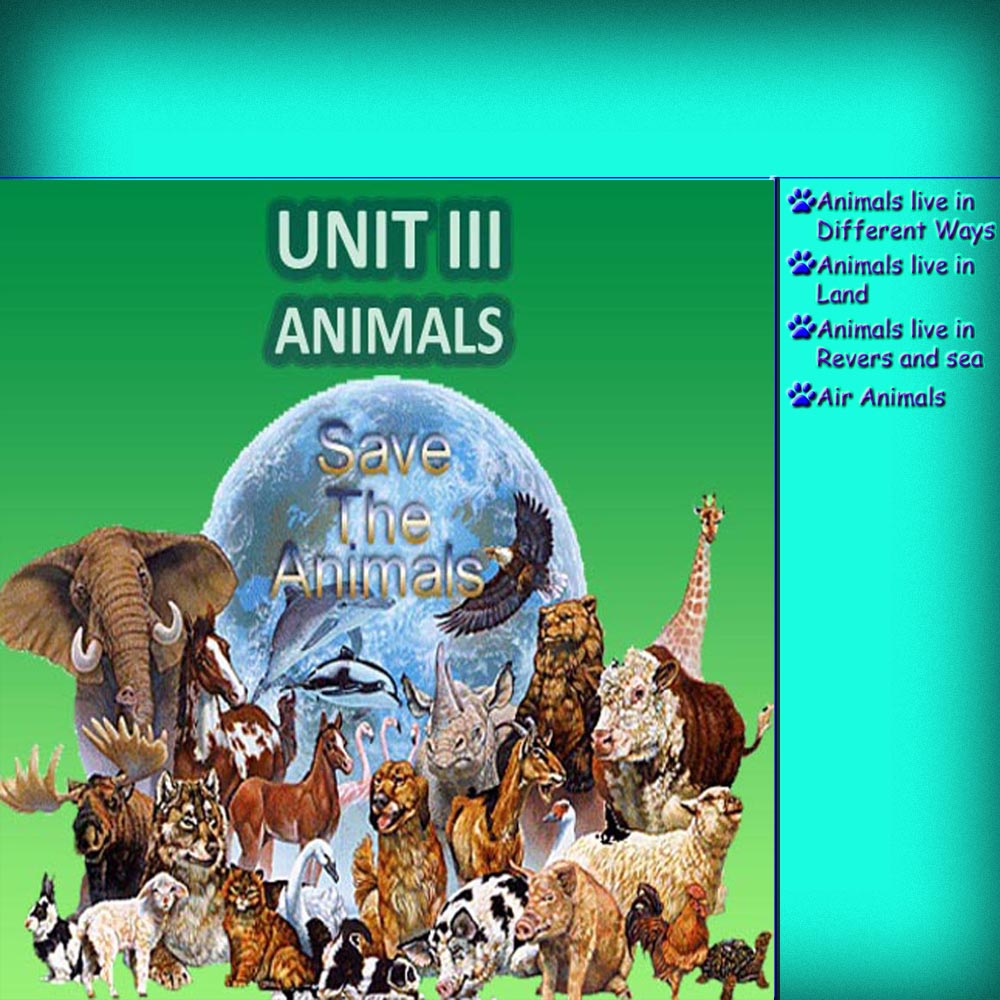 UNIT III
ANIMALS
Save
The
Animals
Animals live in
Different Ways
Animals live in
Land
Animals live in
Revers and sea
Air Animals